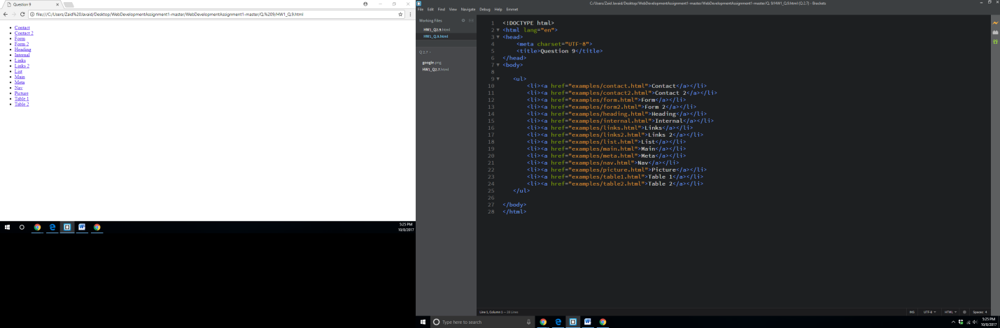 Question 9
file:///C:/Users/Zaid%20Javaid/Desktop/WebDevelopmentAssignment1-master/WebDevelopmentAssignment1-master/Q.%209/HW1_Q.9.html
Contact
Contact 2
Form
Form 2
Heading
Internal
Links
Links 2
List
Main
Meta
Nav
Picture
Table 1
Table 2
5:25 PM
10/8/2017
C:/Users/Zaid Javaid/Desktop/WebDevelopmentAssignment1-master/WebDevelopmentAssignment1-master/Q. 9/HW1_Q.9.html (Q 2.7) - Brackets
File Edit Find View Navigate Debug Help Emmet
Working Files
HW1_Q2.9.html
HW1_Q.9.html
Q 2.7
google.png
HW1_Q2.7.html
1 <!DOCTYPE html>
2 <html lang="en">
3 <head>
4 <meta charset="UTF-8">
5 <title>Question 9</title>
6 </head>
7 <body>
8
9 <ul>
10 <li><a href="examples/contact.html">Contact</a></li>
11 <li><a href="examples/contact2.html">Contact 2</a></li>
12 <li><a href="examples/form.html">Form</a></li>
13 <li><a href="examples/form2.html">Form 2</a></li>
14 <li><a href="examples/heading.html">Heading</a></li>
15 <li><a href="examples/internal.html">Internal</a></li>
16 <li><a href="examples/links.html">Links</a></li>
17 <li><a href="examples/links2.html">Links 2</a></li>
18 <li><a href="examples/list.html">List</a></li>
19 <li><a href="examples/main.html">Main</a></li>
20 <li><a href="examples/meta.html">Meta</a></li>
21 <li><a href="examples/nav.html">Nav</a></li>
22 <li><a href="examples/picture.html">Picture</a></li>
23 <li><a href="examples/table1.html">Table 1</a></li>
24 <li><a href="examples/table2.html">Table 2</a></li>
25 </ul>
26
27 </body>
28 </html>
Line 1, Column 1 — 28 Lines
INS UTF-8 HTML Spaces: 4
Type here to search
5:25 PM
10/8/2017